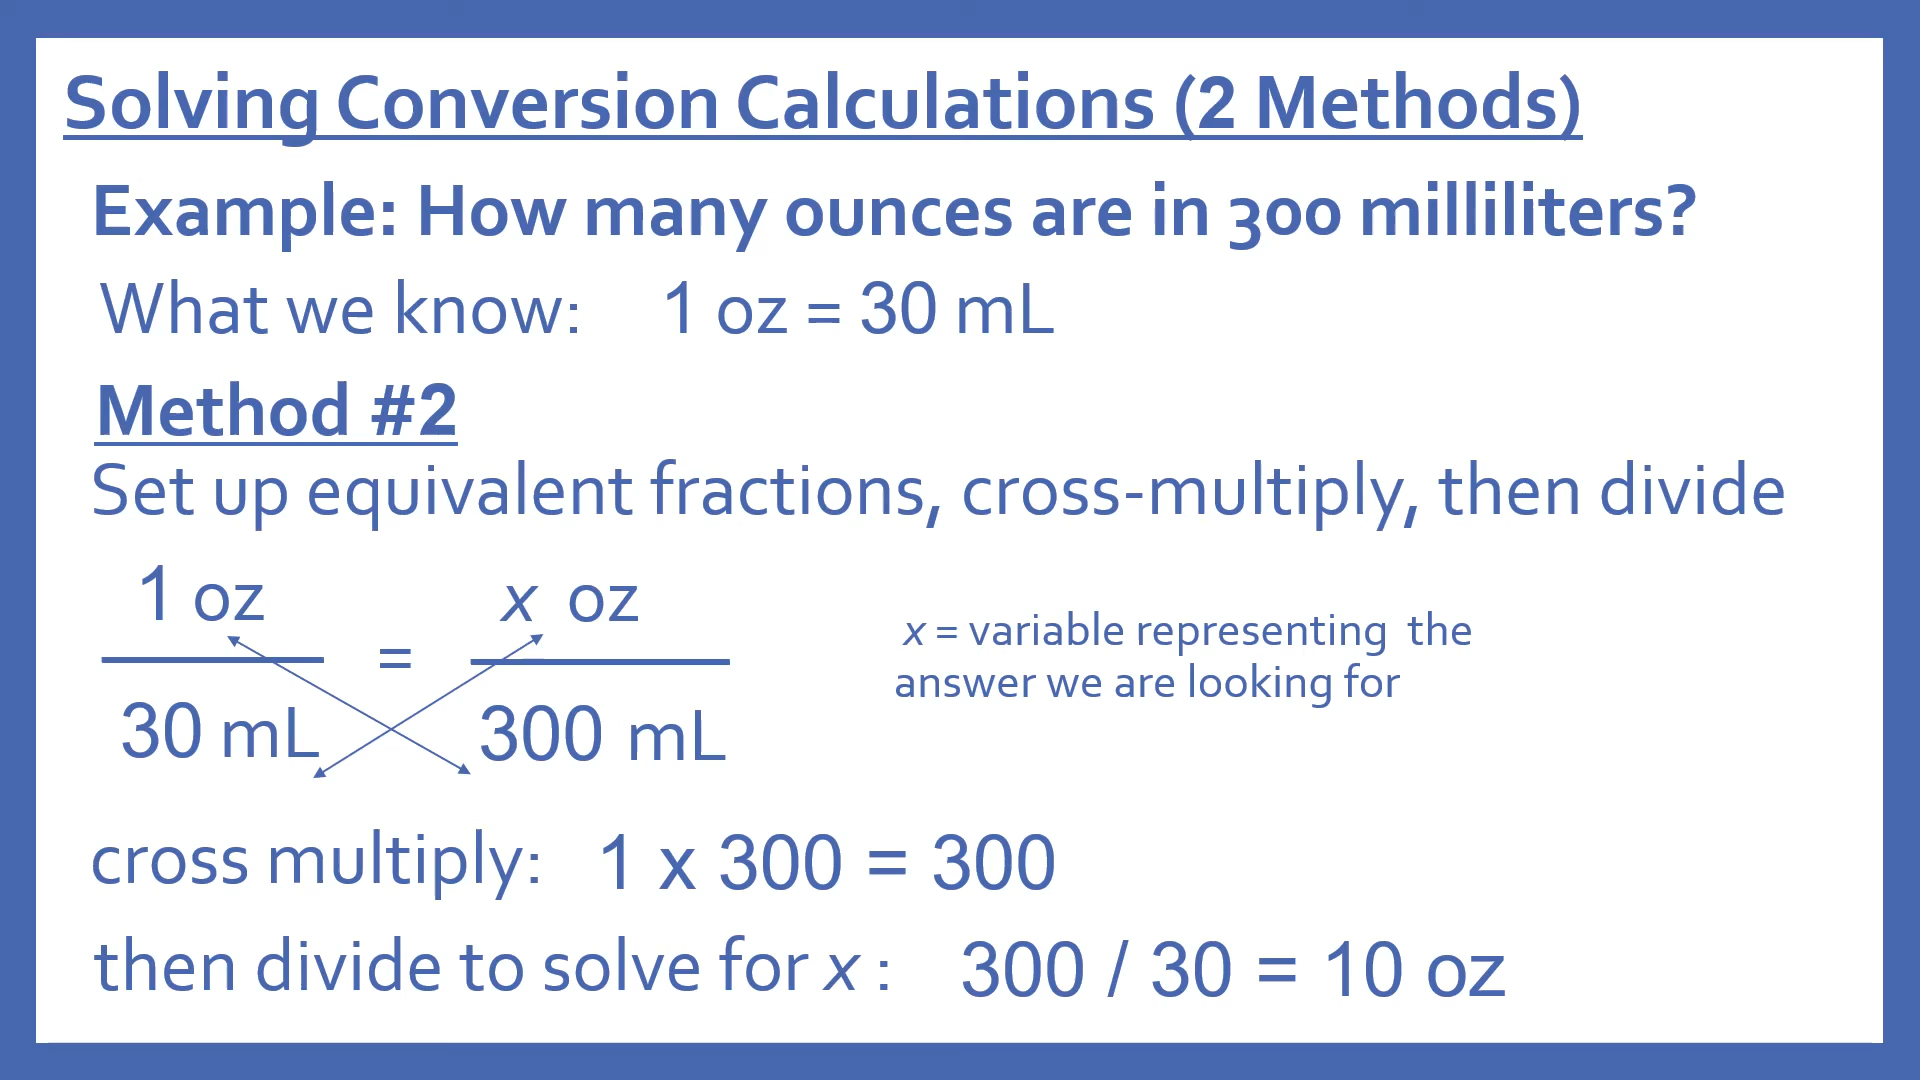 Solving Conversion Calculations (2 Methods)
Example: How many ounces are in 300 milliliters?
What we know: 1 oz = 30 mL
Method #2
Set up equivalent fractions, cross-multiply, then divide
1 oz
=
x oz
30 mL
300 mL
x = variable representing the
answer we are looking for
cross multiply: 1 x 300 = 300
then divide to solve for x : 300 / 30 = 10 oz